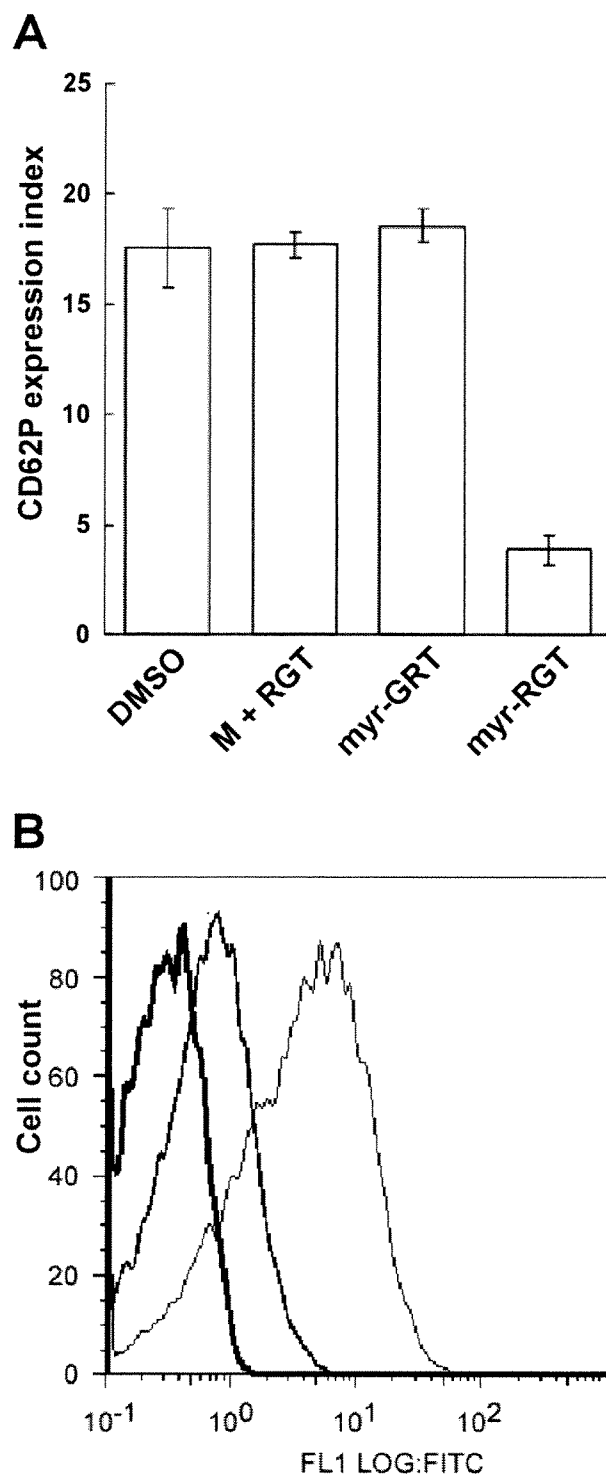 A
CD62P expression index
25
20
15
10
5
0
DMSO
M + RGT
myr-GRT
myr-RGT
B
Cell count
100
80
60
40
20
0
10-1
100
101
102
FL1 LOG:FITC